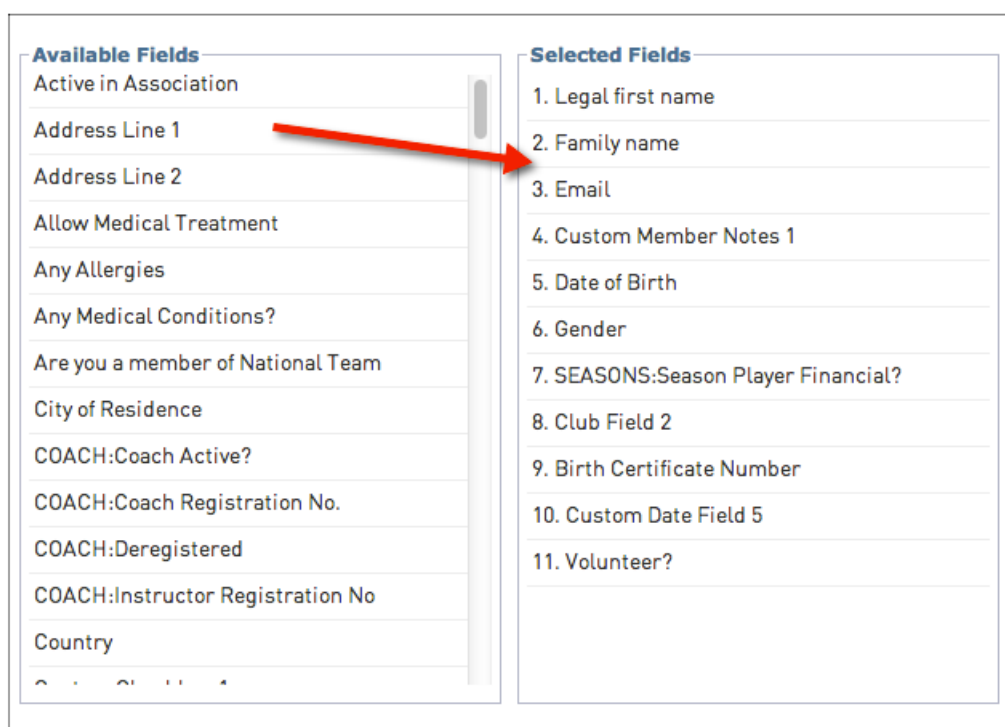 Available Fields
Active in Association
Address Line 1
Address Line 2
Allow Medical Treatment
Any Allergies
Any Medical Conditions?
Are you a member of National Team
City of Residence
COACH:Coach Active?
COACH:Coach Registration No.
COACH:Deregistered
COACH:Instructor Registration No
Country
Selected Fields
1. Legal first name
2. Family name
3. Email
4. Custom Member Notes 1
5. Date of Birth
6. Gender
7. SEASONS:Season Player Financial?
8. Club Field 2
9. Birth Certificate Number
10. Custom Date Field 5
11. Volunteer?